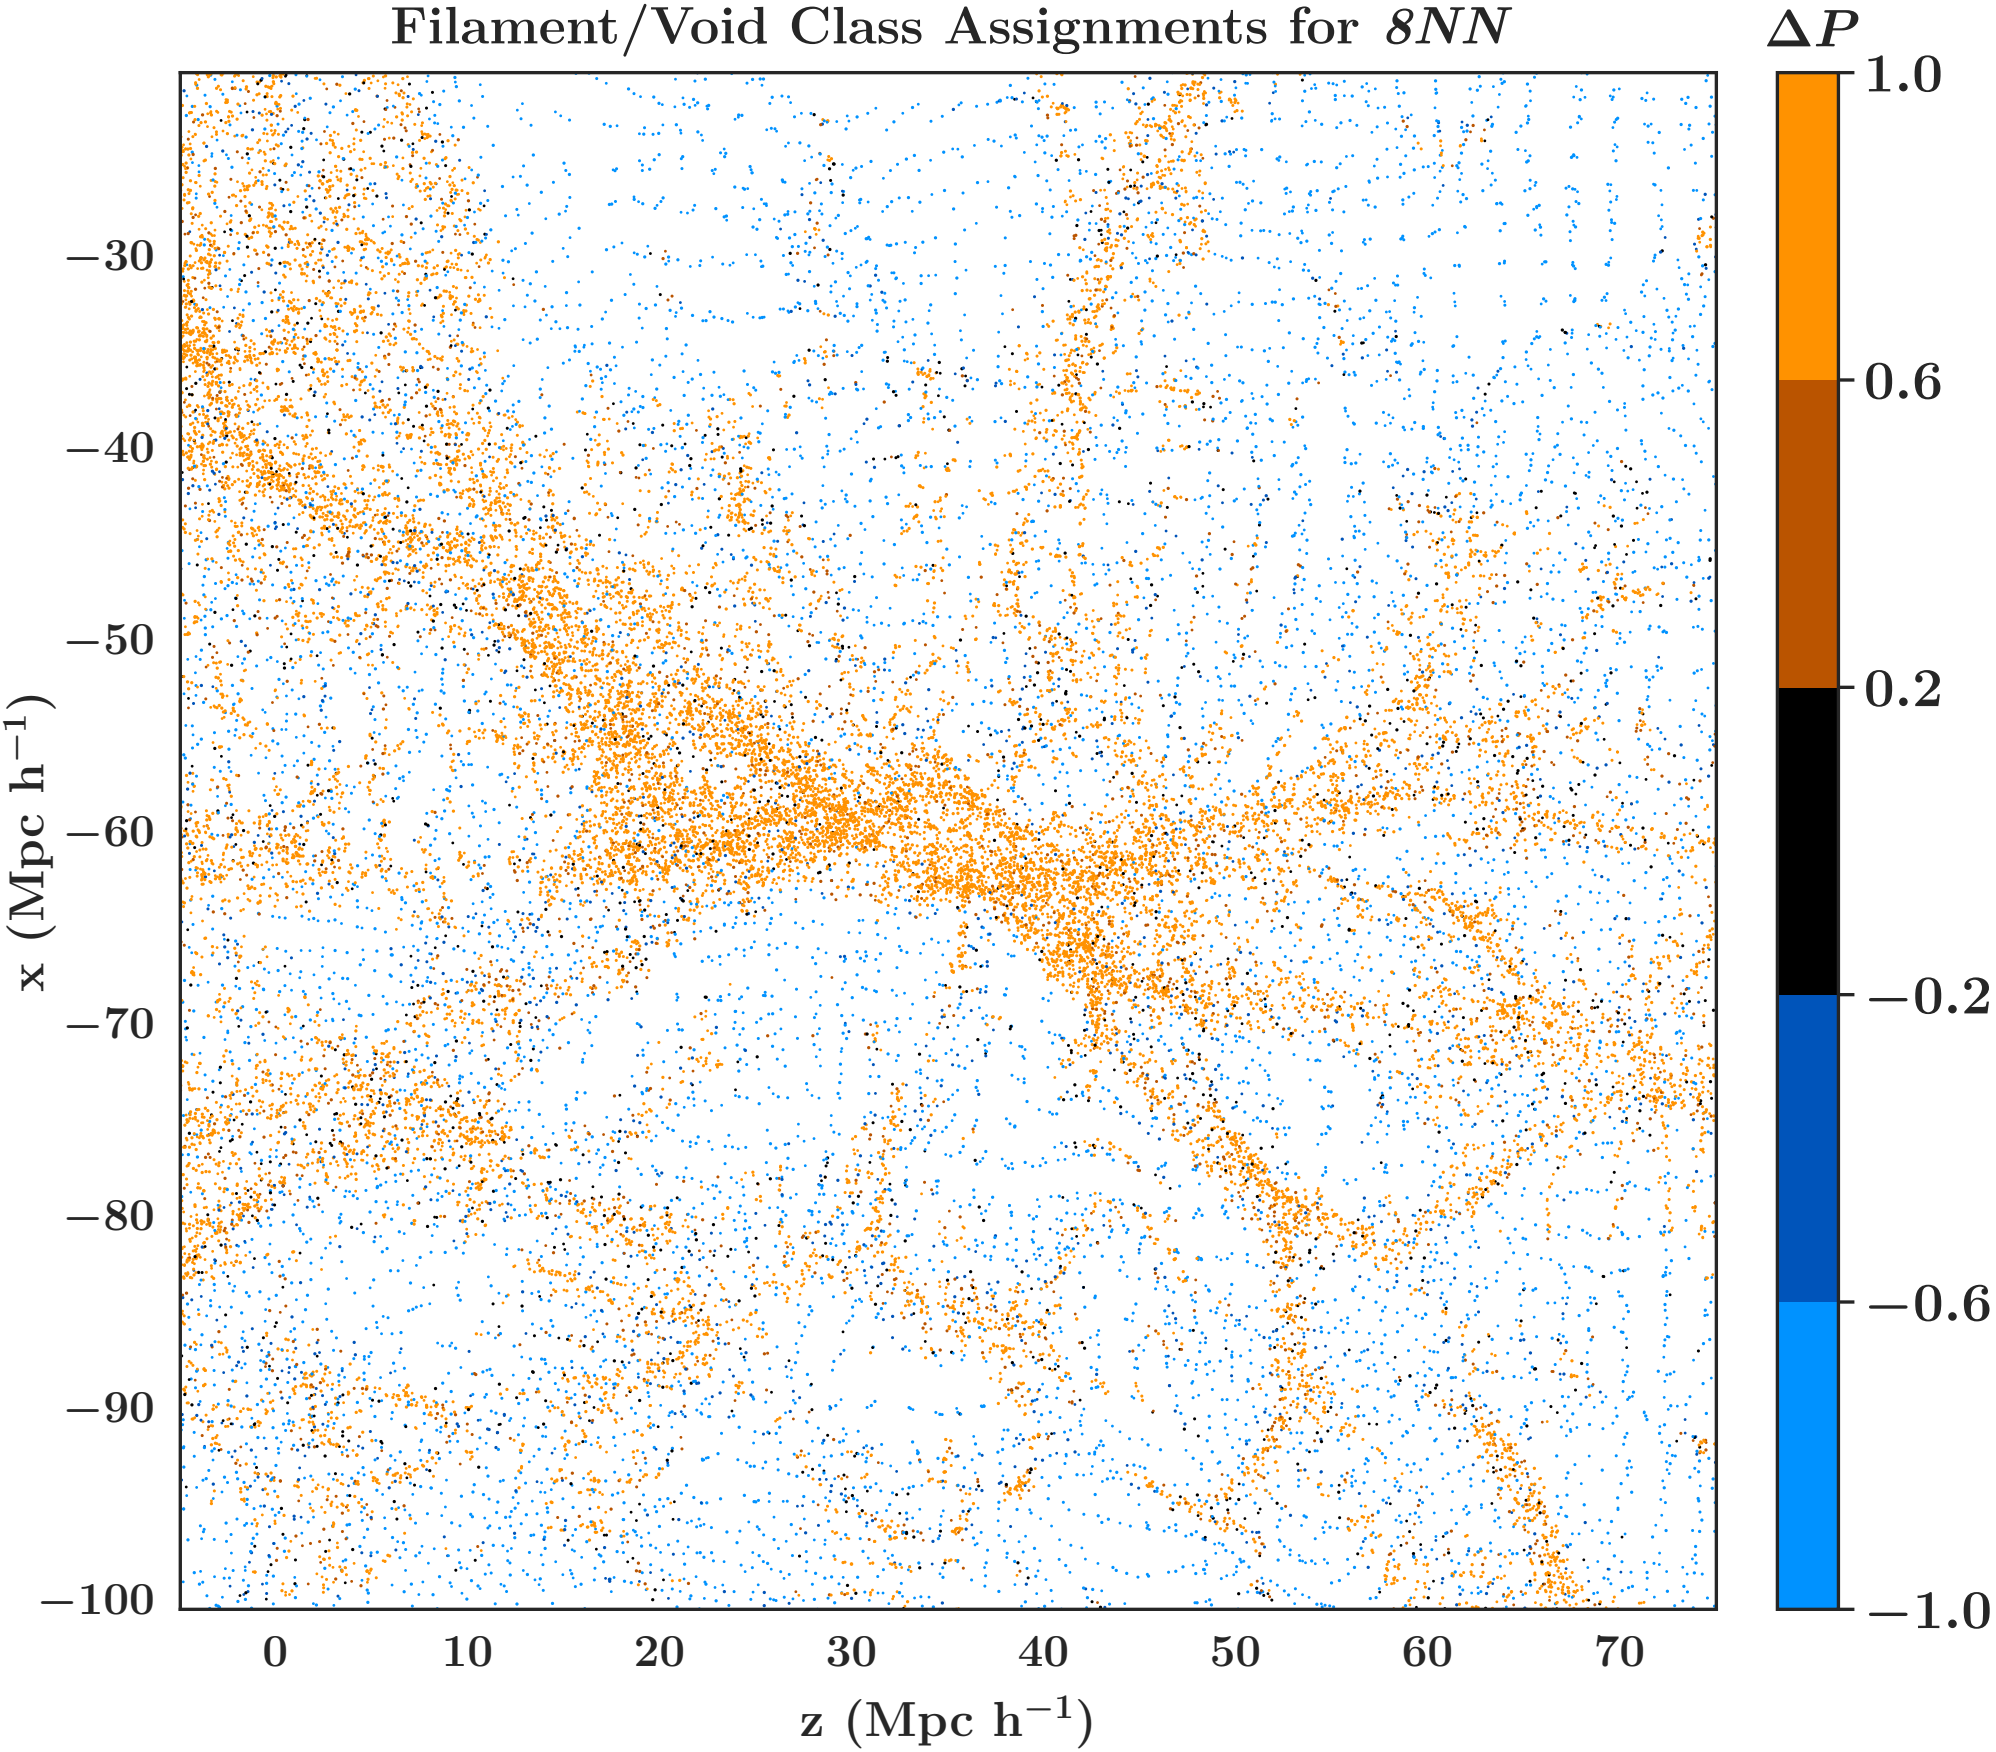 Filament/Void Class Assignments for 8NN
ΔP
1.0
0.6
0.2
−0.2
−0.6
−1.0
x (Mpc h⁻¹)
−30
−40
−50
−60
−70
−80
−90
−100
0 10 20 30 40 50 60 70
z (Mpc h⁻¹)